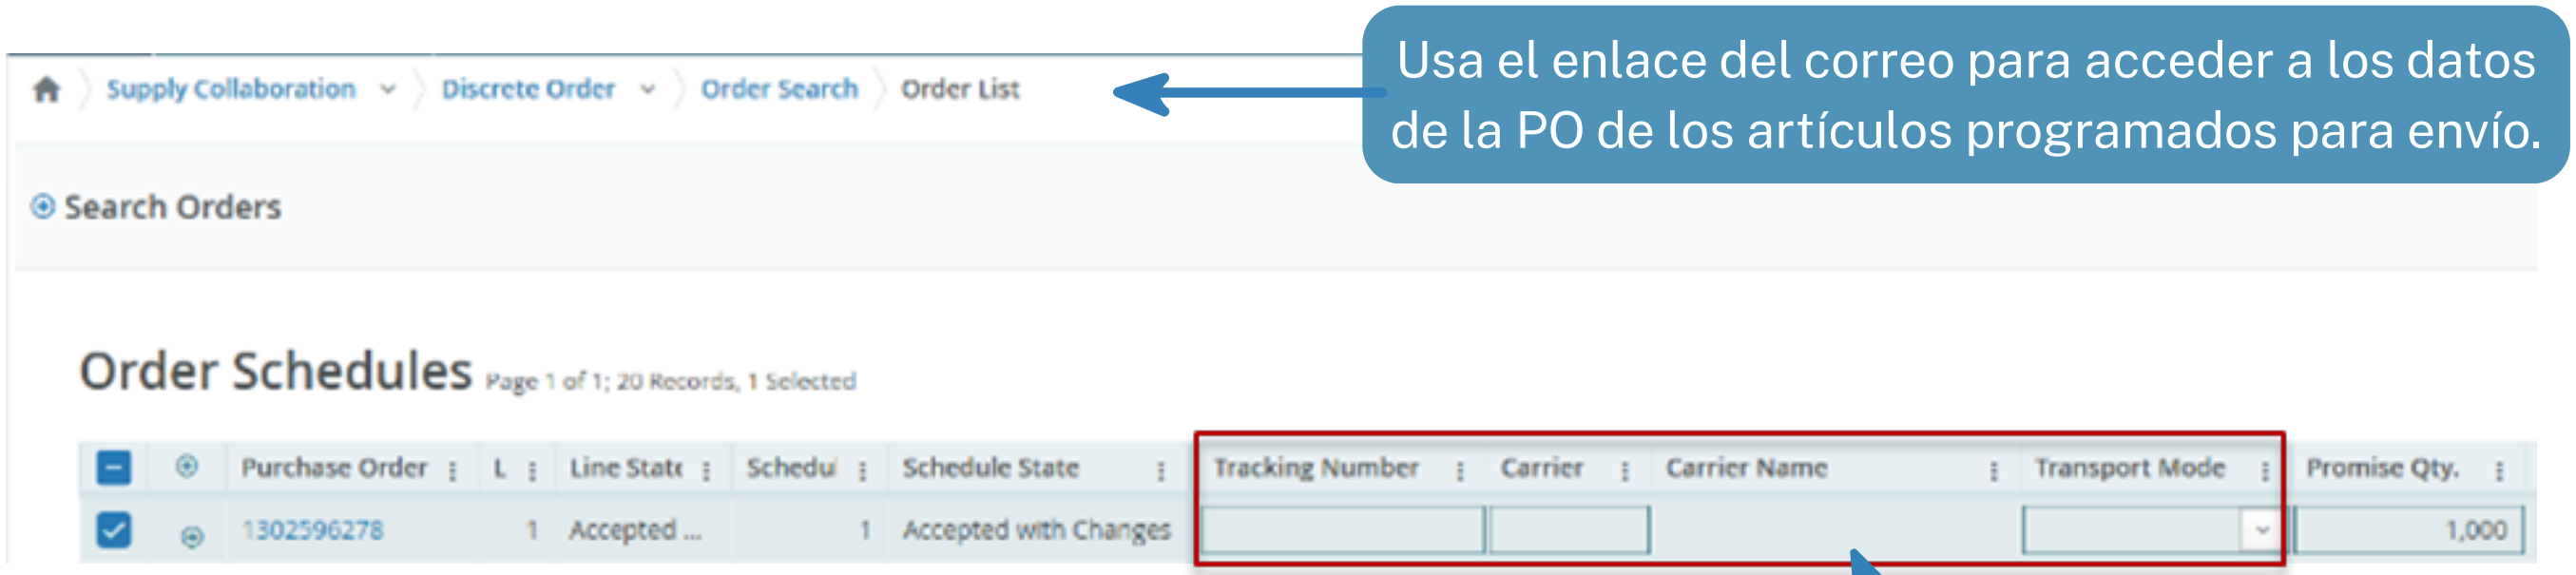 Usa el enlace del correo para acceder a los datos
de la PO de los artículos programados para envío.
Supply Collaboration Discrete Order Order Search Order List
Search Orders
Order Schedules Page 1 of 1; 20 Records, 1 Selected
Purchase Order L Line State Schedul Schedule State Tracking Number Carrier Carrier Name Transport Mode Promise Qty.
1302596278 1 Accepted ... 1 Accepted with Changes 1,000